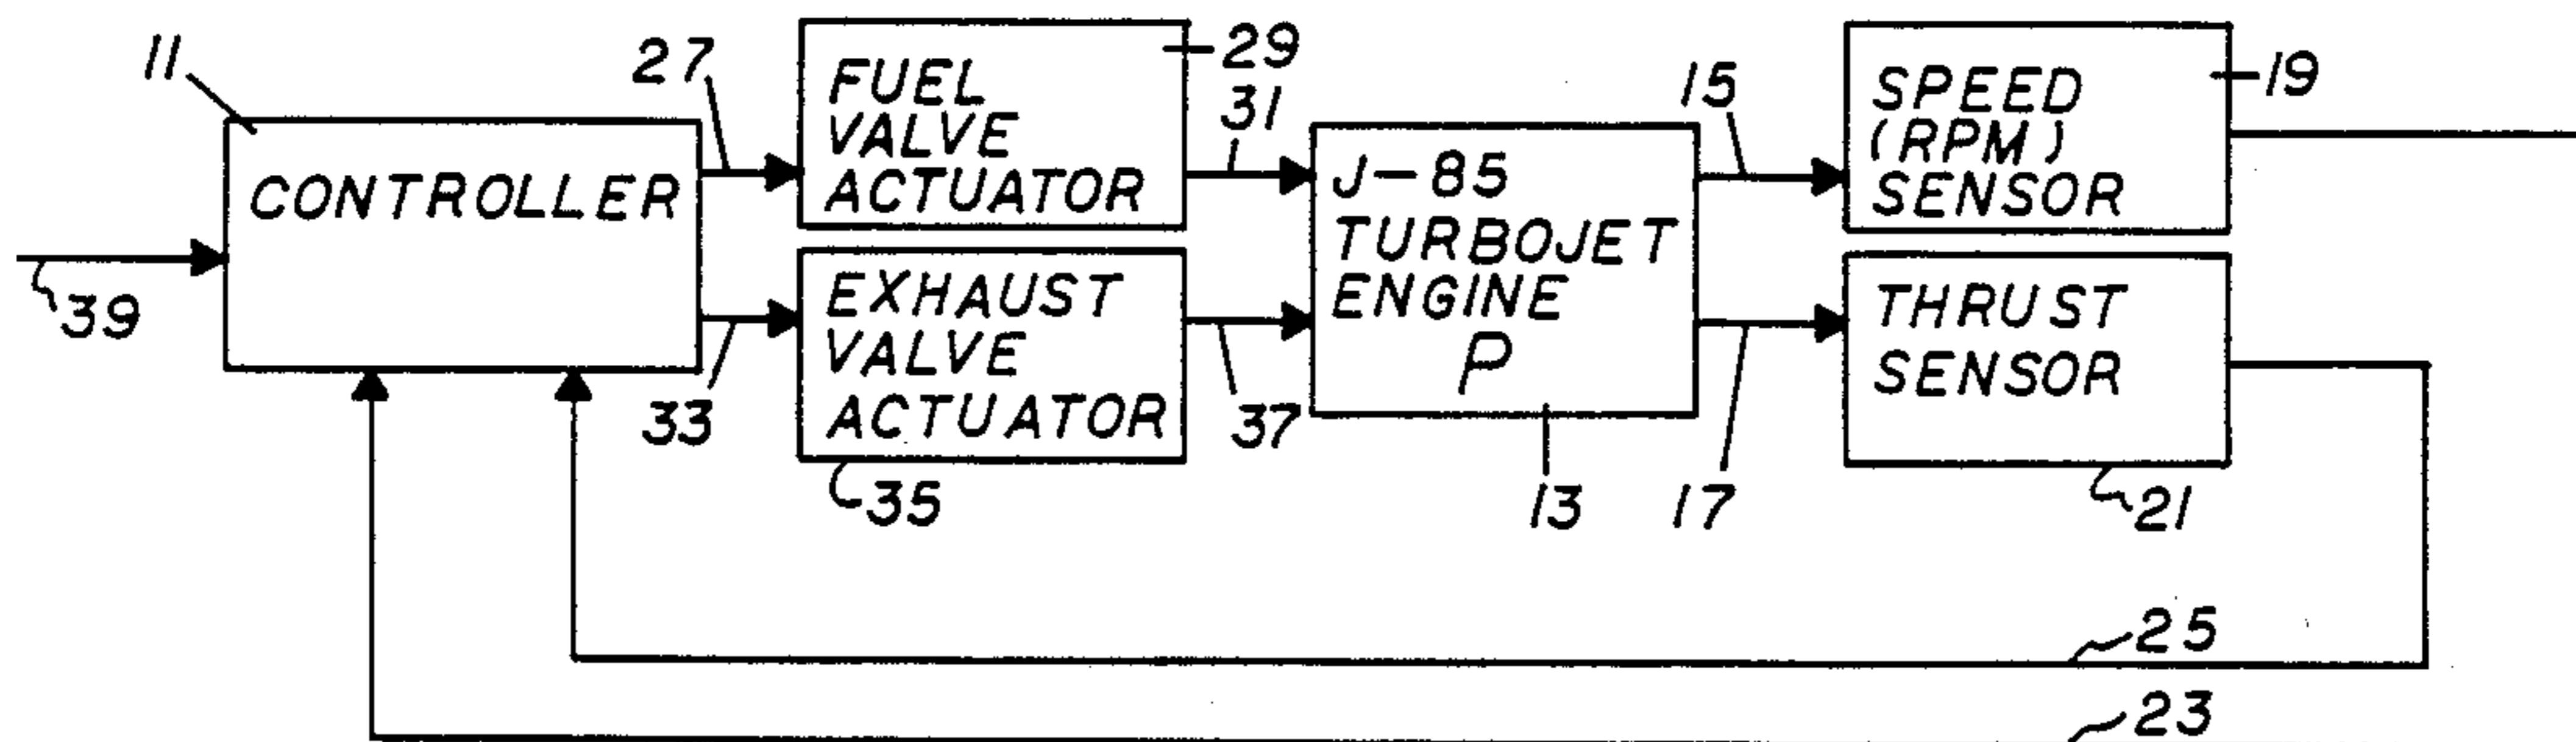 11
CONTROLLER
39
27
33
FUEL
VALVE
ACTUATOR
29
31
EXHAUST
VALVE
ACTUATOR
35
37
J-85
TURBOJET
ENGINE
P
13
15
17
SPEED
(RPM)
SENSOR
19
THRUST
SENSOR
21
25
23